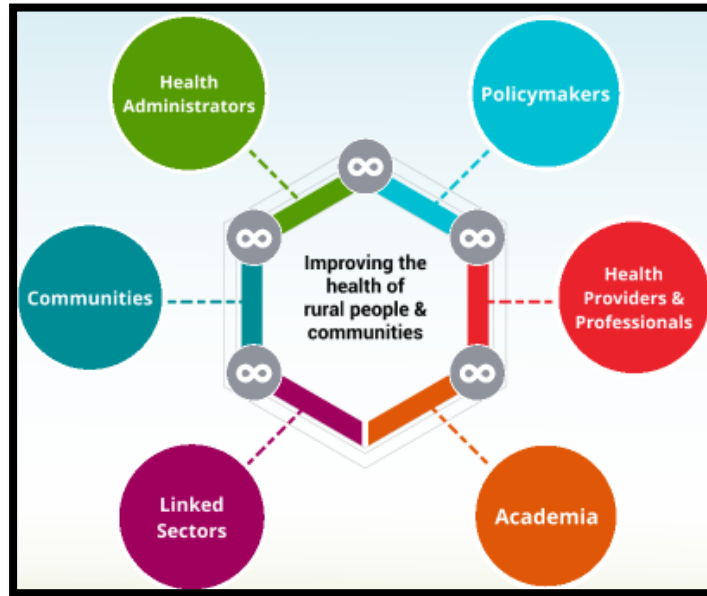 Health
Administrators
Policymakers
Communities
Improving the
health of
rural people &
communities
Health
Providers &
Professionals
Linked
Sectors
Academia